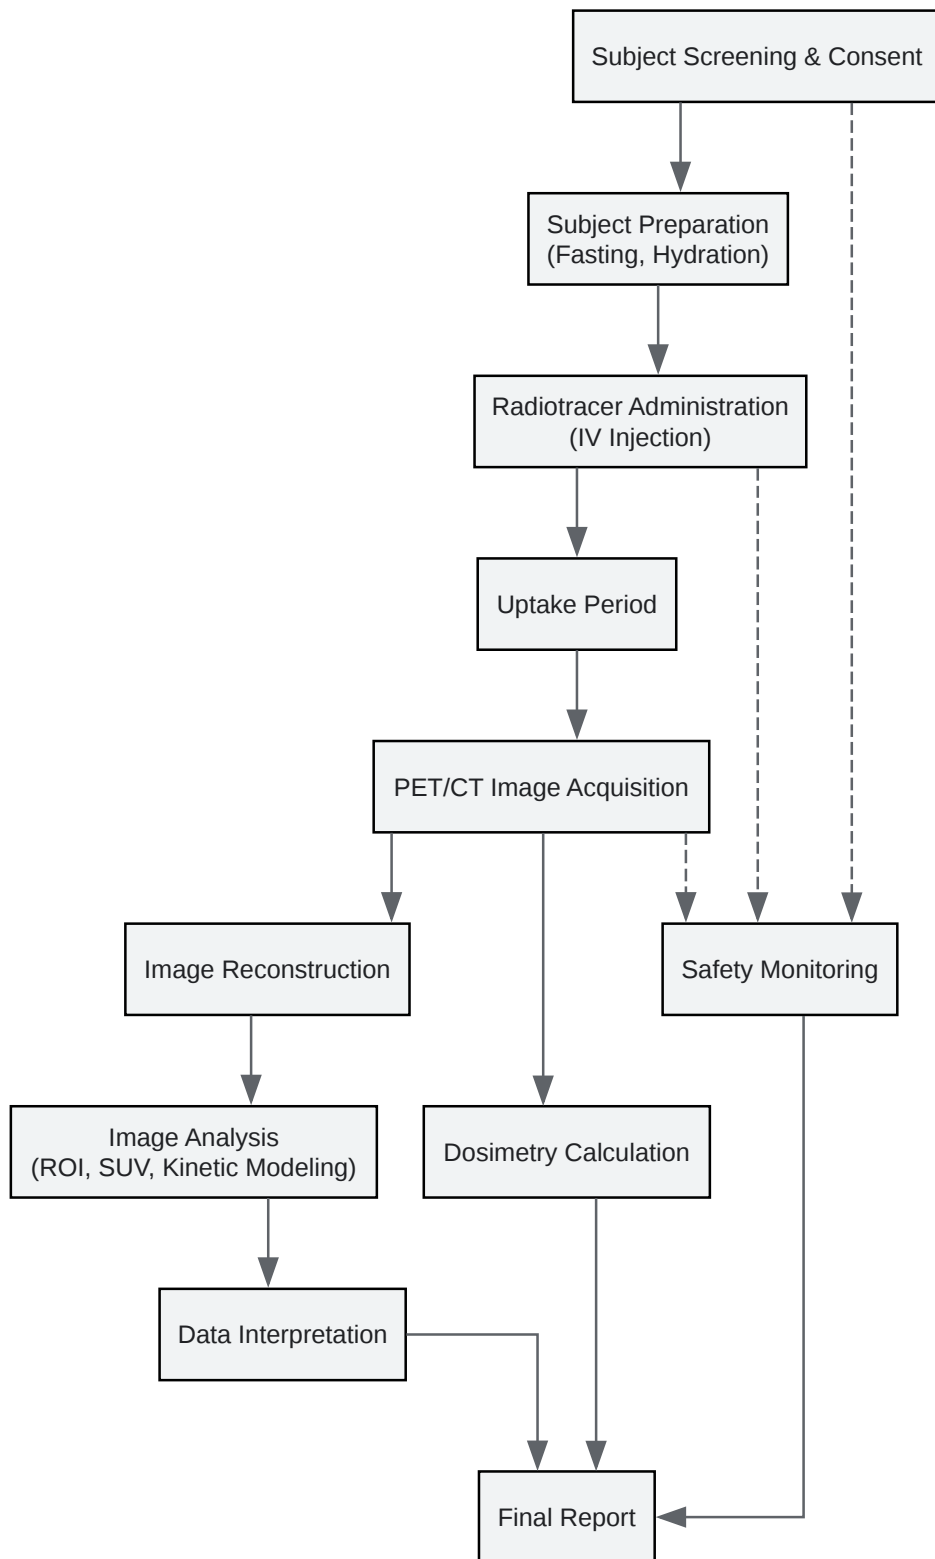 Subject Screening & Consent
Subject Preparation
(Fasting, Hydration)
Radiotracer Administration
(IV Injection)
Uptake Period
PET/CT Image Acquisition
Image Reconstruction
Safety Monitoring
Image Analysis
(ROI, SUV, Kinetic Modeling)
Dosimetry Calculation
Data Interpretation
Final Report